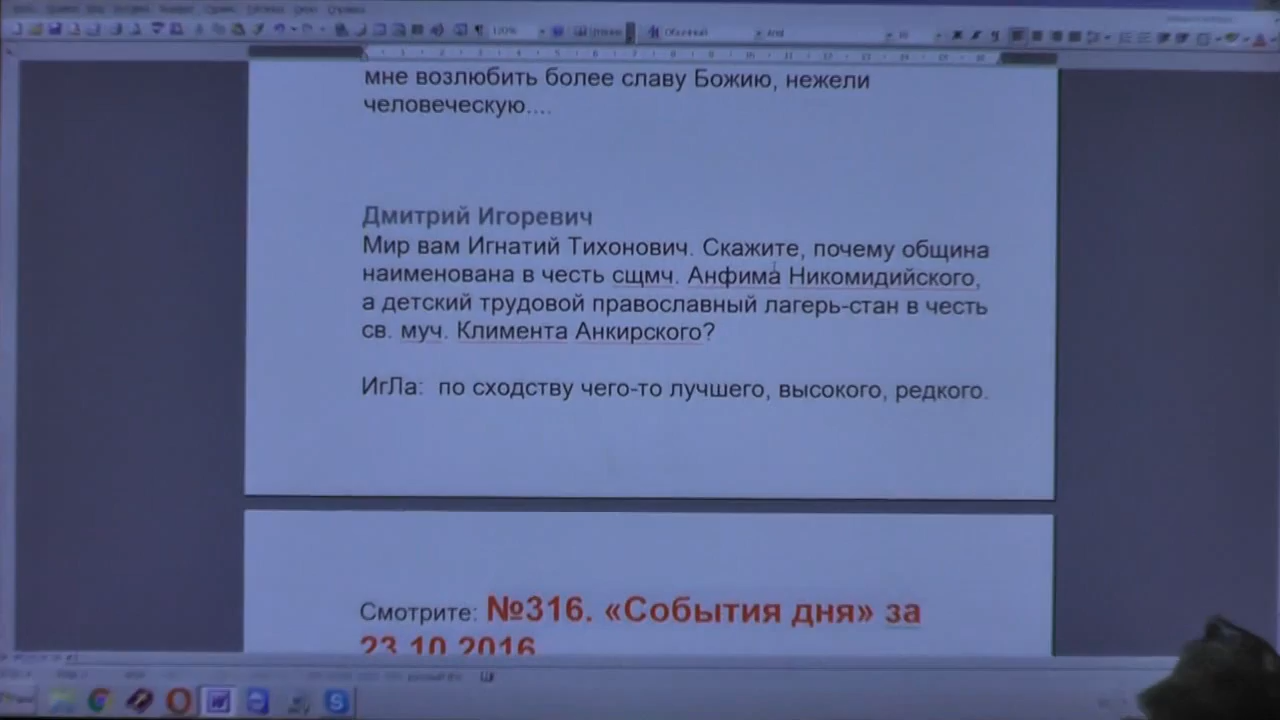 120%
Обычный
мне возлюбить более славу Божию, нежели
человеческую....
Дмитрий Игоревич
Мир вам Игнатий Тихонович. Скажите, почему община
наименована в честь сщмч. Анфима Никомидийского,
а детский трудовой православный лагерь-стан в честь
св. муч. Климента Анкирского?
ИгЛа: по сходству чего-то лучшего, высокого, редкого.
Смотрите: №316. «События дня» за
23.10.2016